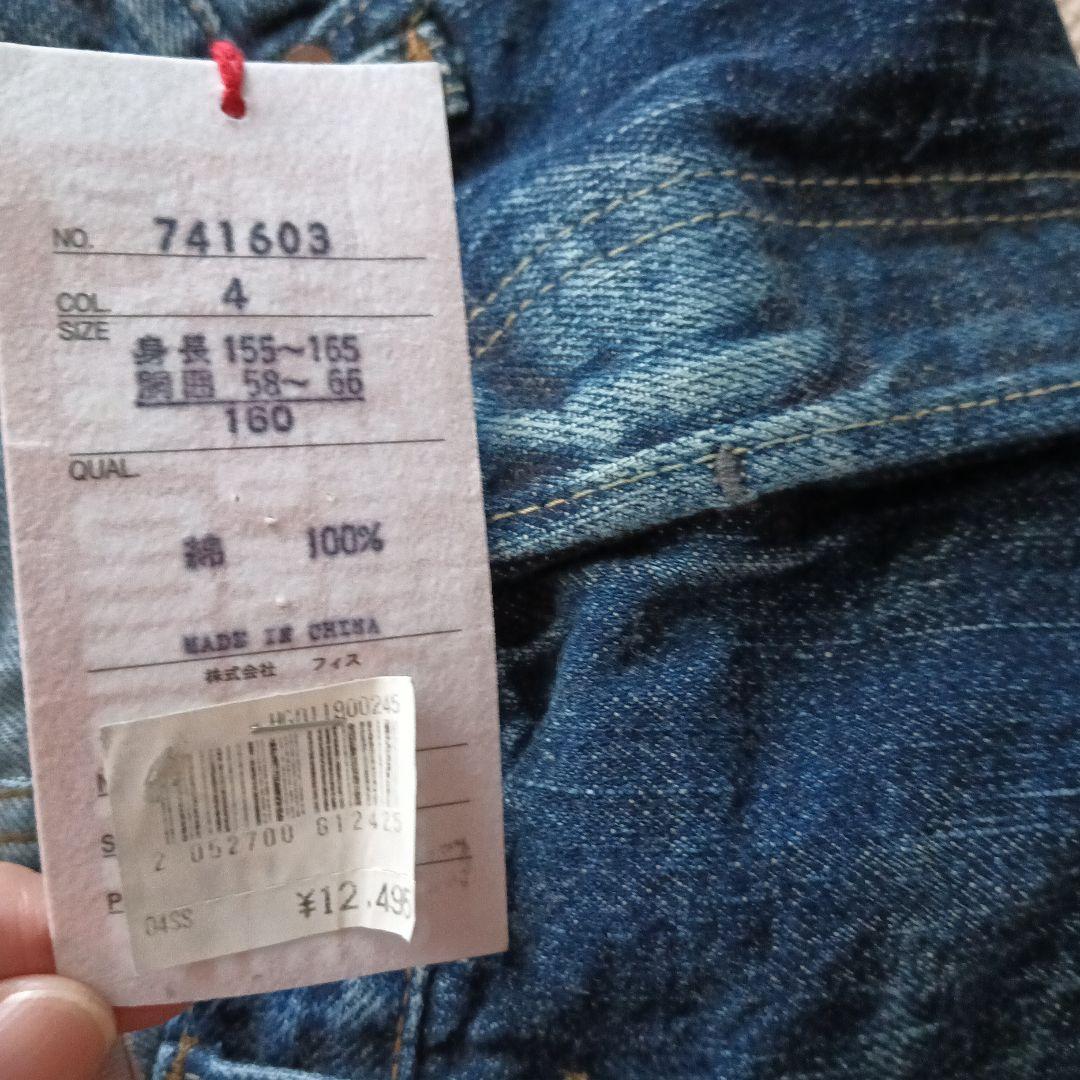 NO. 741603
COL. 4
SIZE
身長 155〜165
胴囲 58〜 66
160
QUAL.
綿 100%
MADE IN CHINA
株式会社 フィス
2 052700 612425
04SS ¥12.495
S
P